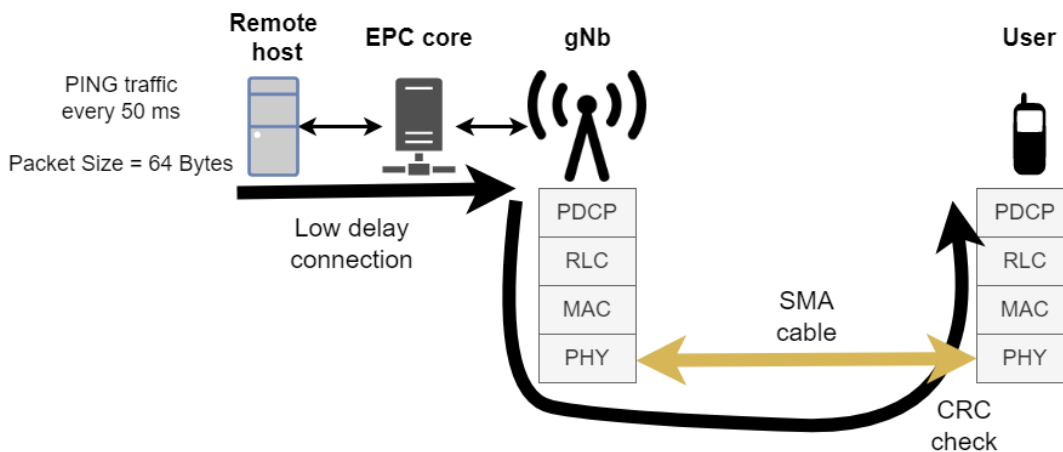 Remote
host
EPC core
gNb
User
PING traffic
every 50 ms
Packet Size = 64 Bytes
Low delay
connection
PDCP
RLC
MAC
PHY
SMA
cable
PDCP
RLC
MAC
PHY
CRC
check